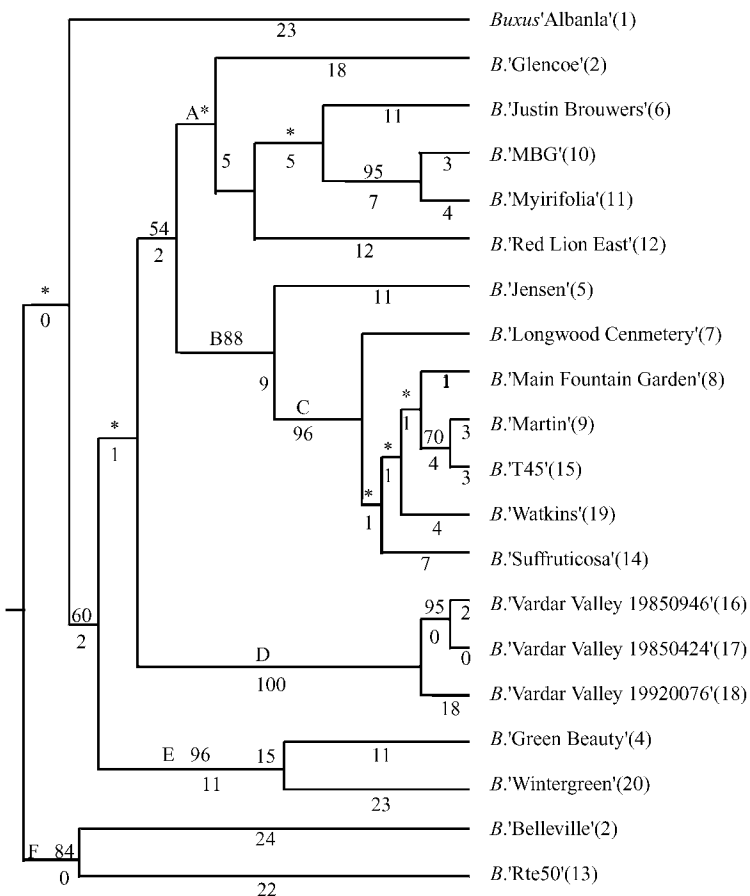 Buxus'Albanla'(1)
23
B.'Glencoe'(2)
18
A*
B.'Justin Brouwers'(6)
11
*
5
5
B.'MBG'(10)
3
95
7
B.'Myirifolia'(11)
4
B.'Red Lion East'(12)
12
54
2
B.'Jensen'(5)
11
*
0
B.'Longwood Cenmetery'(7)
B88
9
B.'Main Fountain Garden'(8)
1
*
1
C
96
B.'Martin'(9)
3
70
4
*
1
*
1
B.'T45'(15)
3
B.'Watkins'(19)
4
*
1
B.'Suffruticosa'(14)
7
B.'Vardar Valley 19850946'(16)
95
2
0
60
2
B.'Vardar Valley 19850424'(17)
0
D
100
B.'Vardar Valley 19920076'(18)
18
B.'Green Beauty'(4)
11
E 96 15
11
B.'Wintergreen'(20)
23
B.'Belleville'(2)
24
F 84
0
B.'Rte50'(13)
22